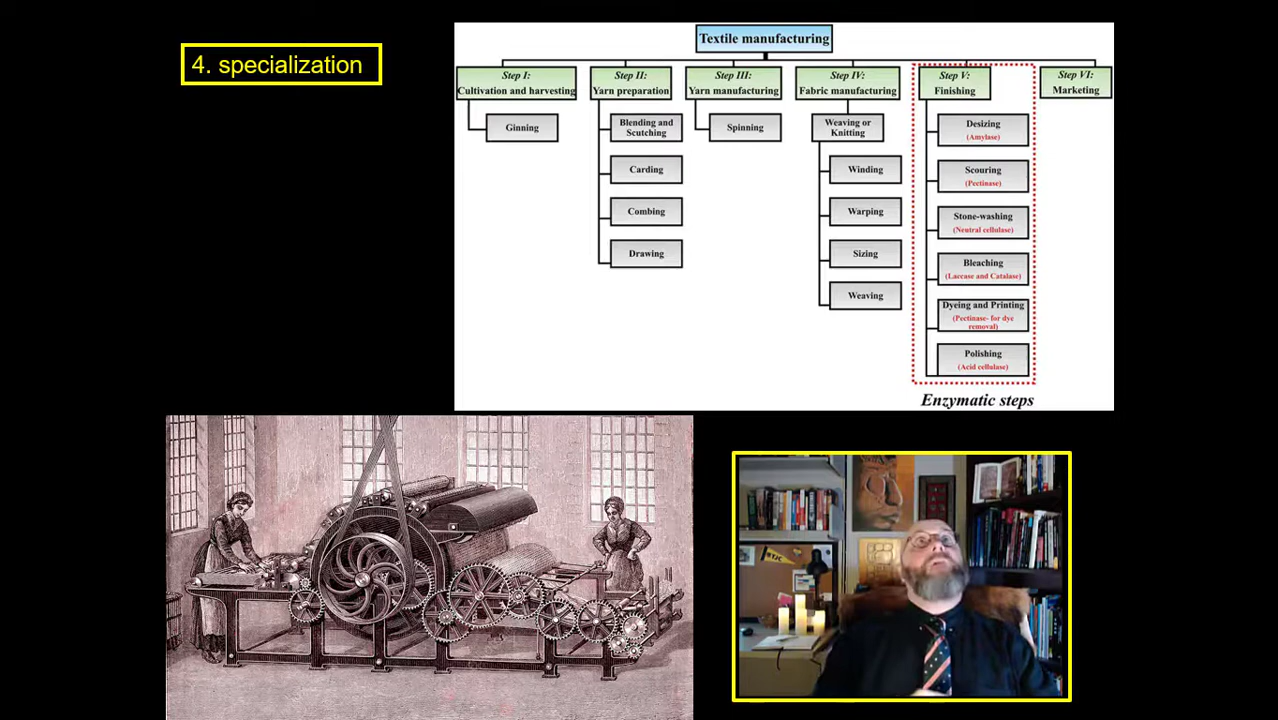 4. specialization
Textile manufacturing
Step I:
Cultivation and harvesting
Ginning
Step II:
Yarn preparation
Blending and
Scutching
Carding
Combing
Drawing
Step III:
Yarn manufacturing
Spinning
Step IV:
Fabric manufacturing
Weaving or
Knitting
Winding
Warping
Sizing
Weaving
Step V:
Finishing
Desizing
(Amylase)
Scouring
(Pectinase)
Stone-washing
(Neutral cellulase)
Bleaching
(Laccase and Catalase)
Dyeing and Printing
(Pectinase- for dye
removal)
Polishing
(Acid cellulase)
Step VI:
Marketing
Enzymatic steps